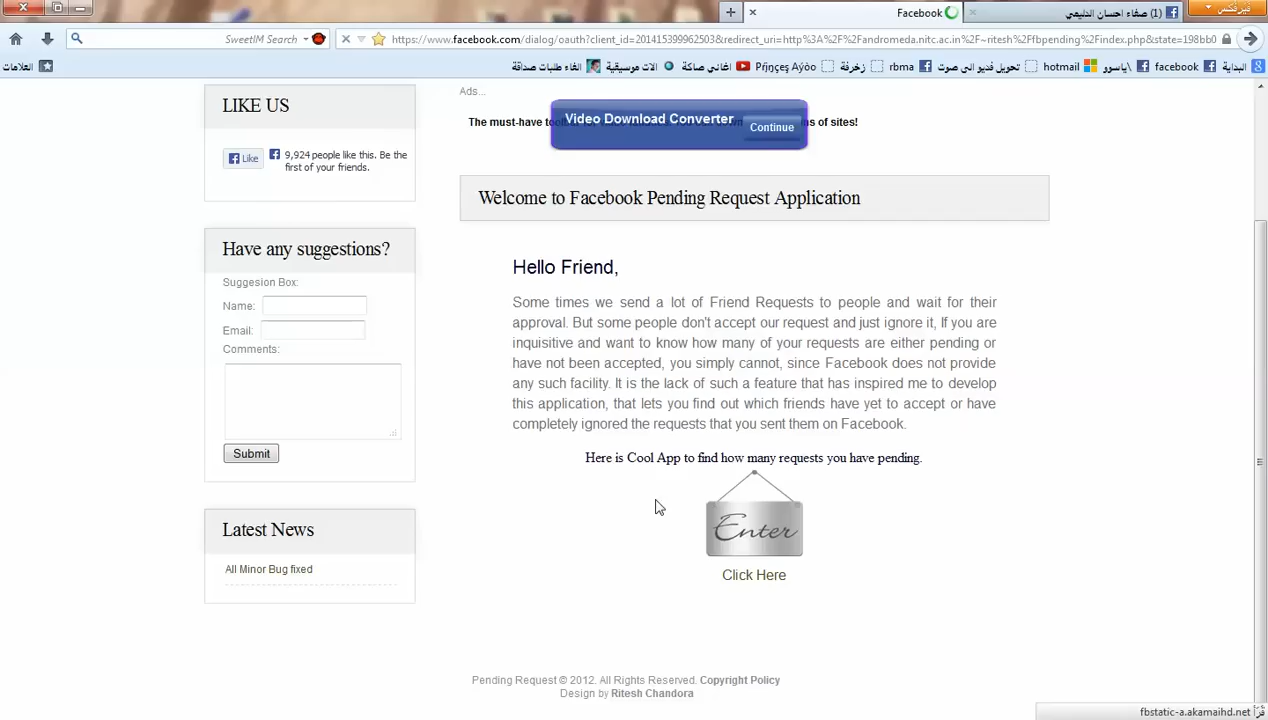 فيرفكس
Facebook
(1) صفاء احسان الدليمي
SweetIM Search
https://www.facebook.com/dialog/oauth?client_id=201415399962503&redirect_uri=http%3A%2F%2Fandromeda.nitc.ac.in~ritesh%2Ffbpending%2Findex.php&state=198bb0
البداية
facebook
ياسوو\
hotmail
تحويل فديو الى صوت
rbma
زخرفة
Príŋçeş Aýòo
اغاني صاكة
الات موسيقية
الغاء طلبات صداقة
العلامات
LIKE US
Like
9,924 people like this. Be the
first of your friends.
Have any suggestions?
Suggesion Box:
Name:
Email:
Comments:
Submit
Latest News
All Minor Bug fixed
Ads...
Video Download Converter
Continue
The must-have
ns of sites!
Welcome to Facebook Pending Request Application
Hello Friend,
Some times we send a lot of Friend Requests to people and wait for their
approval. But some people don't accept our request and just ignore it, If you are
inquisitive and want to know how many of your requests are either pending or
have not been accepted, you simply cannot, since Facebook does not provide
any such facility. It is the lack of such a feature that has inspired me to develop
this application, that lets you find out which friends have yet to accept or have
completely ignored the requests that you sent them on Facebook.
Here is Cool App to find how many requests you have pending.
Enter
Click Here
Pending Request © 2012. All Rights Reserved. Copyright Policy
Design by Ritesh Chandora
fbstatic-a.akamaihd.net